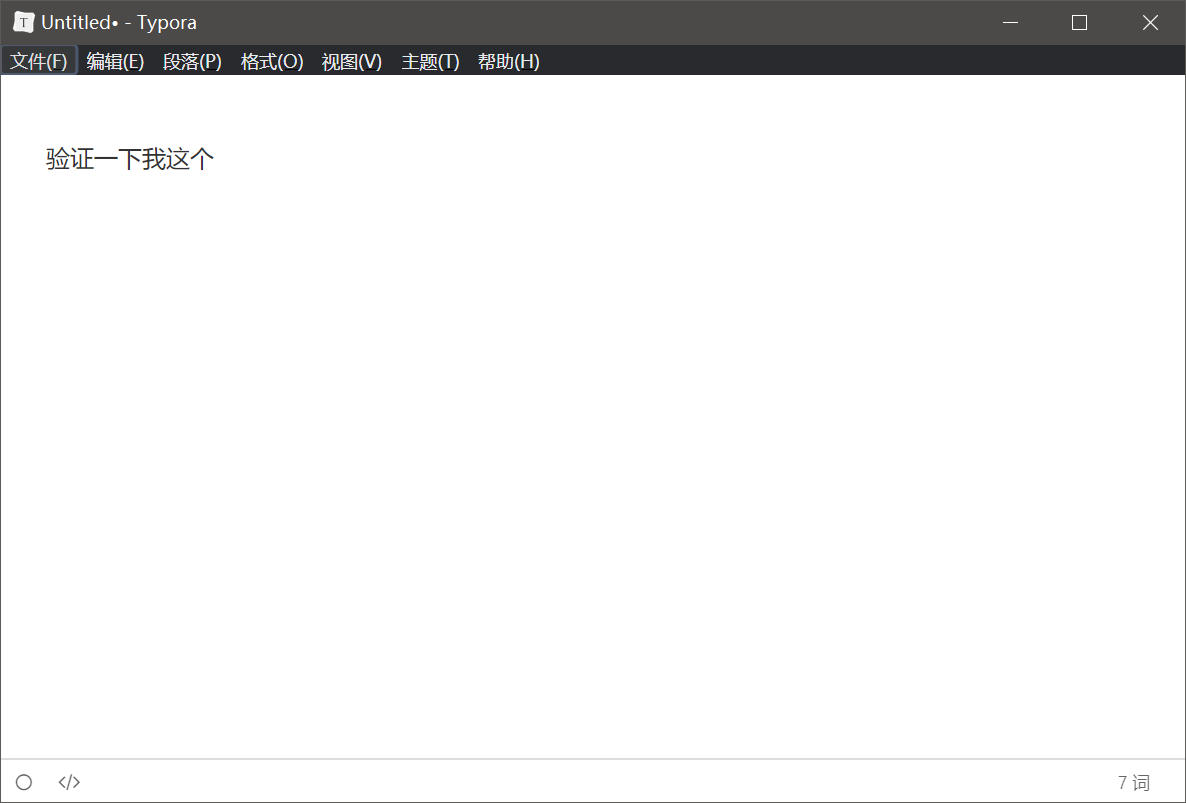 T Untitled• - Typora
文件(F) 编辑(E) 段落(P) 格式(O) 视图(V) 主题(T) 帮助(H)
验证一下我这个
</> 7 词